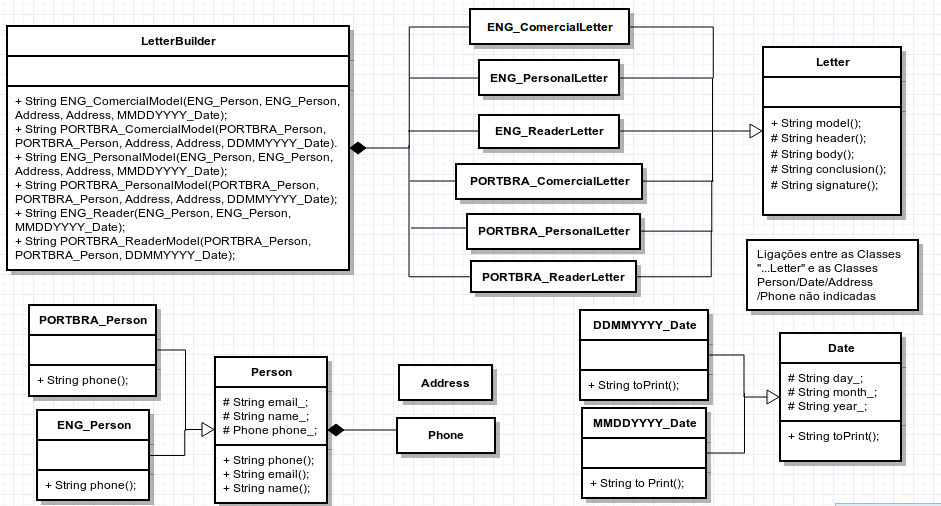 LetterBuilder
+ String ENG_ComercialModel(ENG_Person, ENG_Person,
Address, Address, MMDDYYYY_Date);
+ String PORTBRA_ComercialModel(PORTBRA_Person,
PORTBRA_Person, Address, Address, DDMMYYYY_Date).
+ String ENG_PersonalModel(ENG_Person, ENG_Person,
Address, Address, MMDDYYYY_Date);
+ String PORTBRA_PersonalModel(PORTBRA_Person,
PORTBRA_Person, Address, Address, DDMMYYYY_Date);
+ String ENG_Reader(ENG_Person, ENG_Person,
MMDDYYYY_Date);
+ String PORTBRA_ReaderModel(PORTBRA_Person,
PORTBRA_Person, DDMMYYYY_Date);
ENG_ComercialLetter
ENG_PersonalLetter
ENG_ReaderLetter
PORTBRA_ComercialLetter
PORTBRA_PersonalLetter
PORTBRA_ReaderLetter
Letter
+ String model();
# String header();
# String body();
# String conclusion();
# String signature();
Ligações entre as Classes
"...Letter" e as Classes
Person/Date/Address
/Phone não indicadas
PORTBRA_Person
+ String phone();
ENG_Person
+ String phone();
Person
# String email_;
# String name_;
# Phone phone_;
+ String phone();
+ String email();
+ String name();
Address
Phone
DDMMYYYY_Date
+ String toPrint();
MMDDYYYY_Date
+ String to Print();
Date
# String day_;
# String month_;
# String year_;
+ String toPrint();